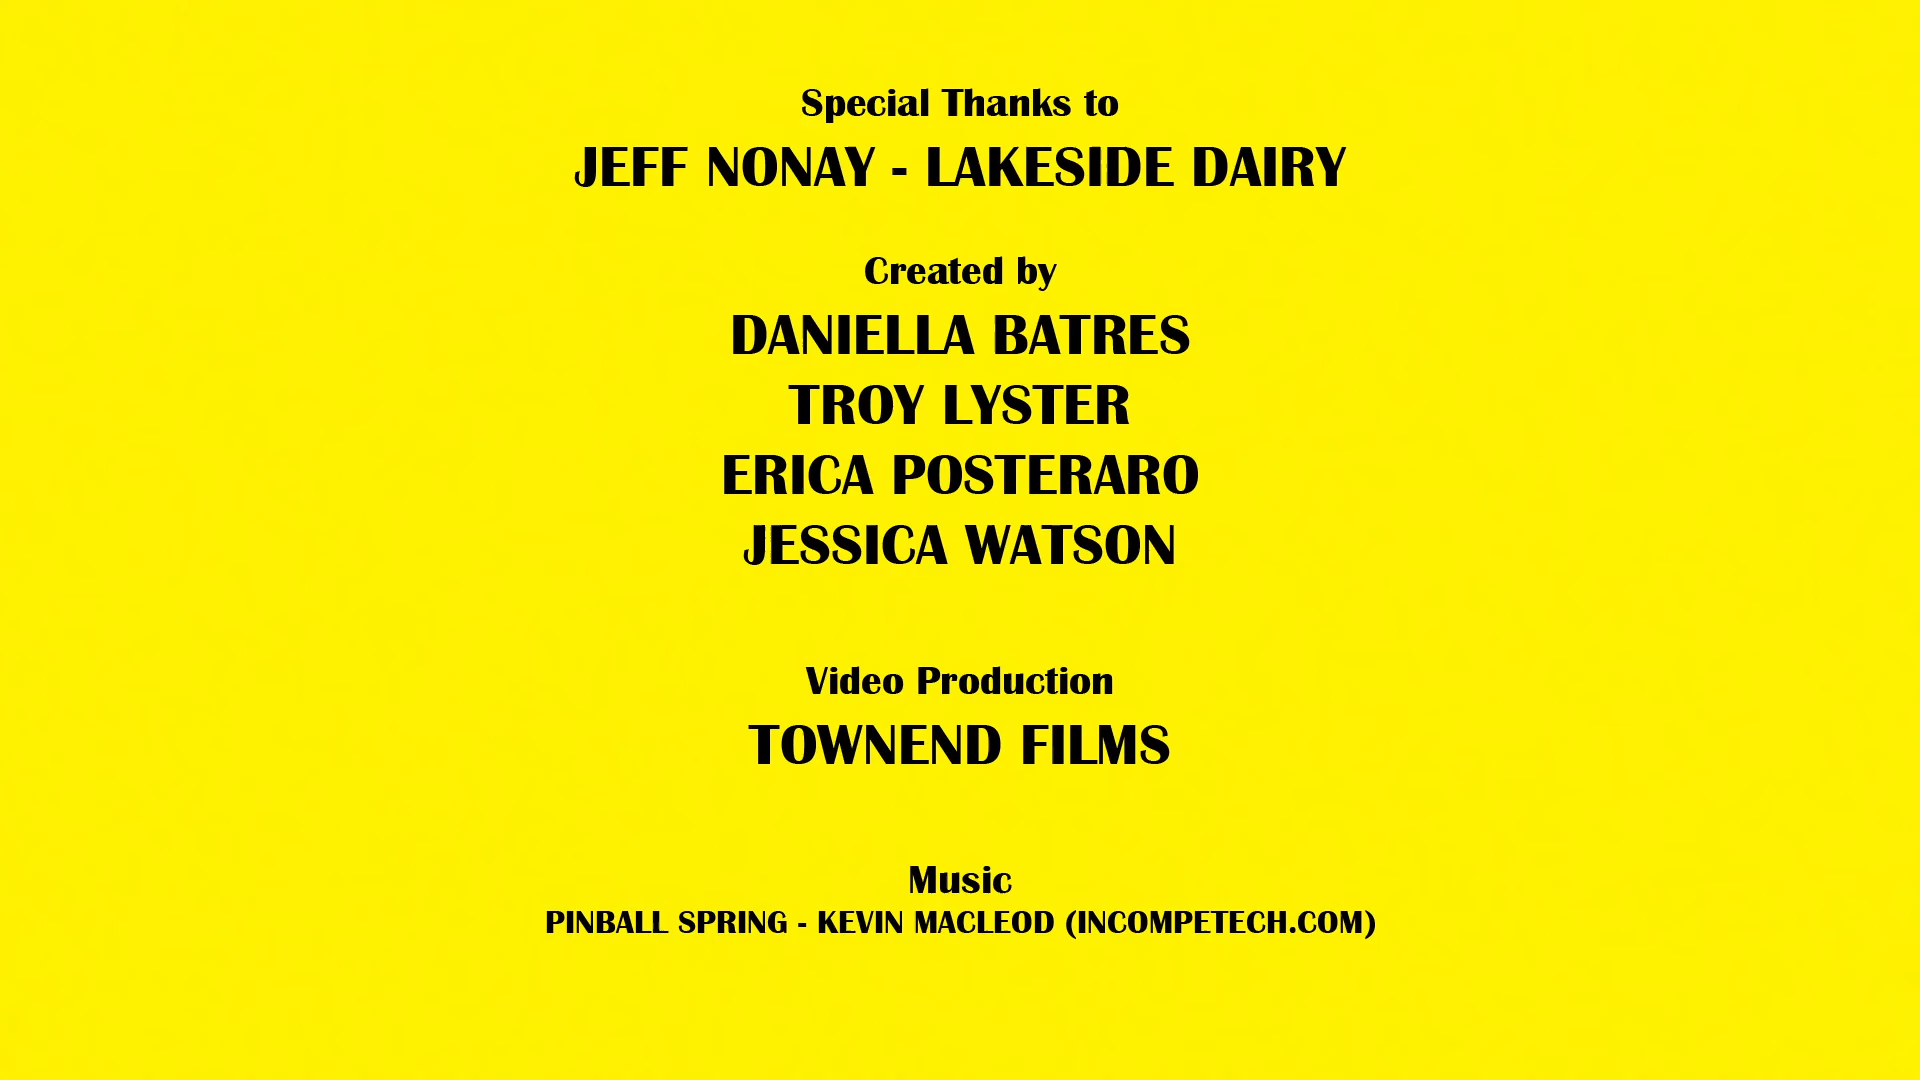 Special Thanks to
JEFF NONAY - LAKESIDE DAIRY
Created by
DANIELLA BATRES
TROY LYSTER
ERICA POSTERARO
JESSICA WATSON
Video Production
TOWNEND FILMS
Music
PINBALL SPRING - KEVIN MACLEOD (INCOMPETECH.COM)